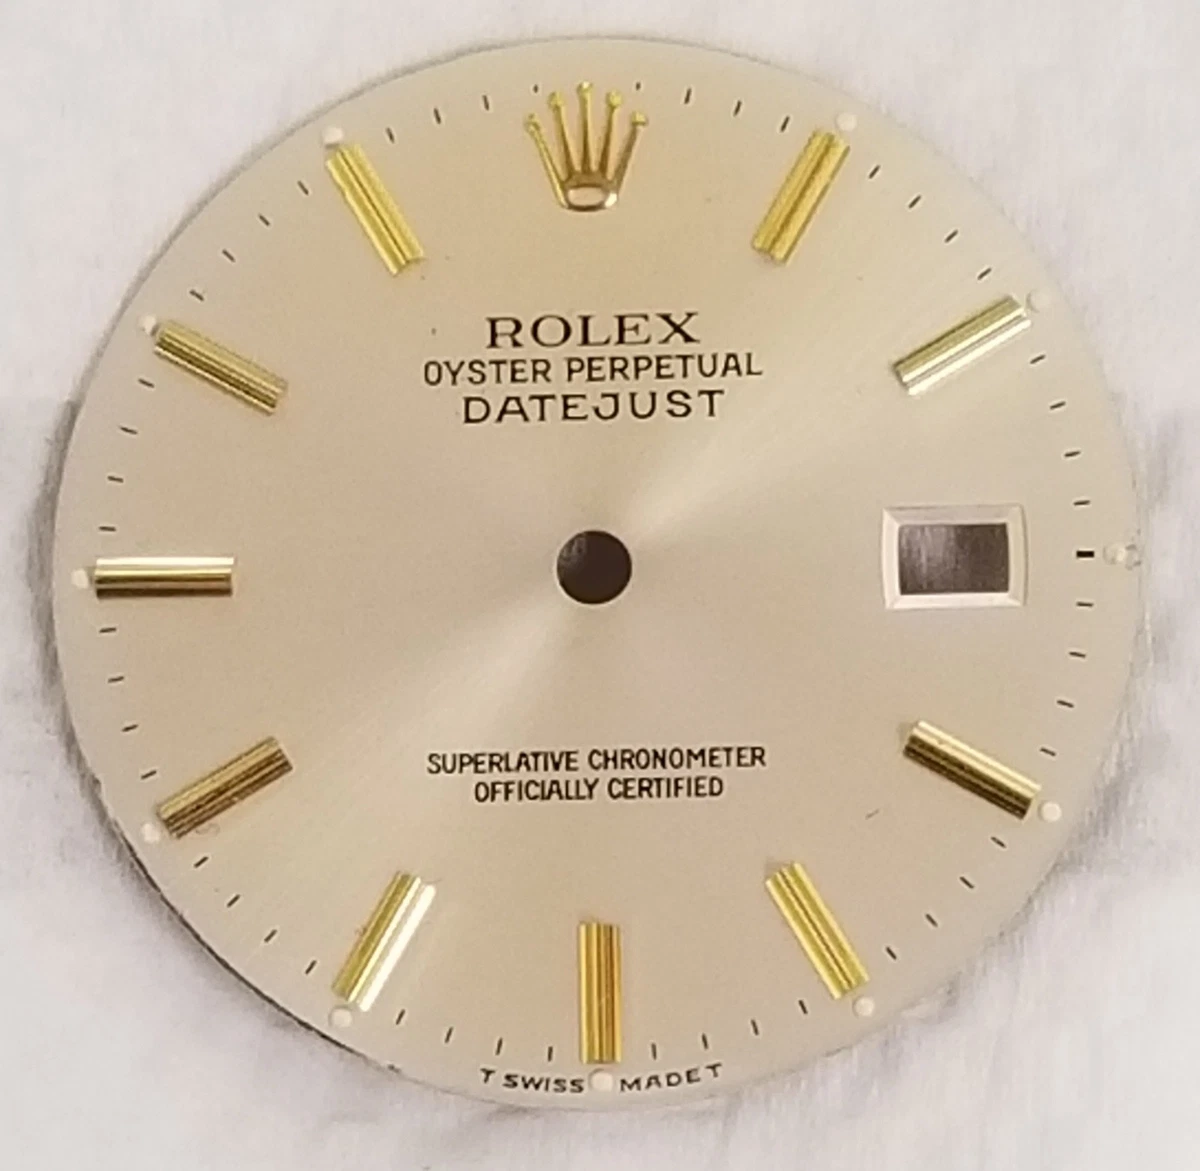 ROLEX
OYSTER PERPETUAL
DATEJUST
SUPERLATIVE CHRONOMETER
OFFICIALLY CERTIFIED
T SWISS MADE T